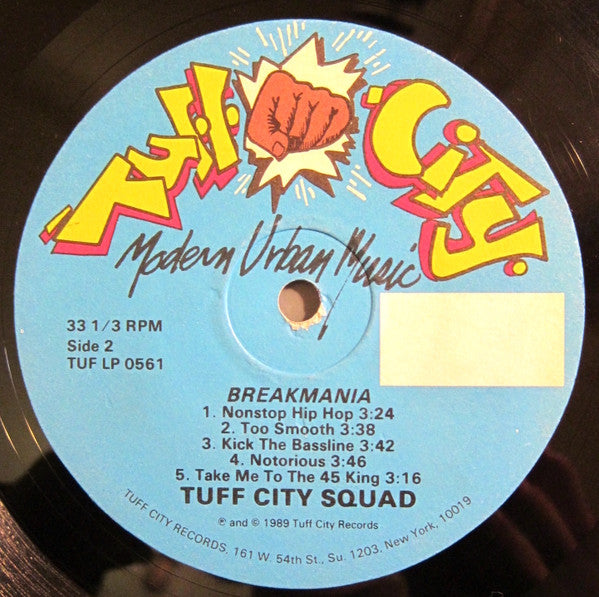 Tuff City
Modern Urban Music
33 1/3 RPM
Side 2
TUF LP 0561
BREAKMANIA
1. Nonstop Hip Hop 3:24
2. Too Smooth 3:38
3. Kick The Bassline 3:42
4. Notorious 3:46
5. Take Me To The 45 King 3:16
TUFF CITY SQUAD
℗ and © 1989 Tuff City Records
TUFF CITY RECORDS, 161 W. 54th St., Su. 1203, New York, 10019